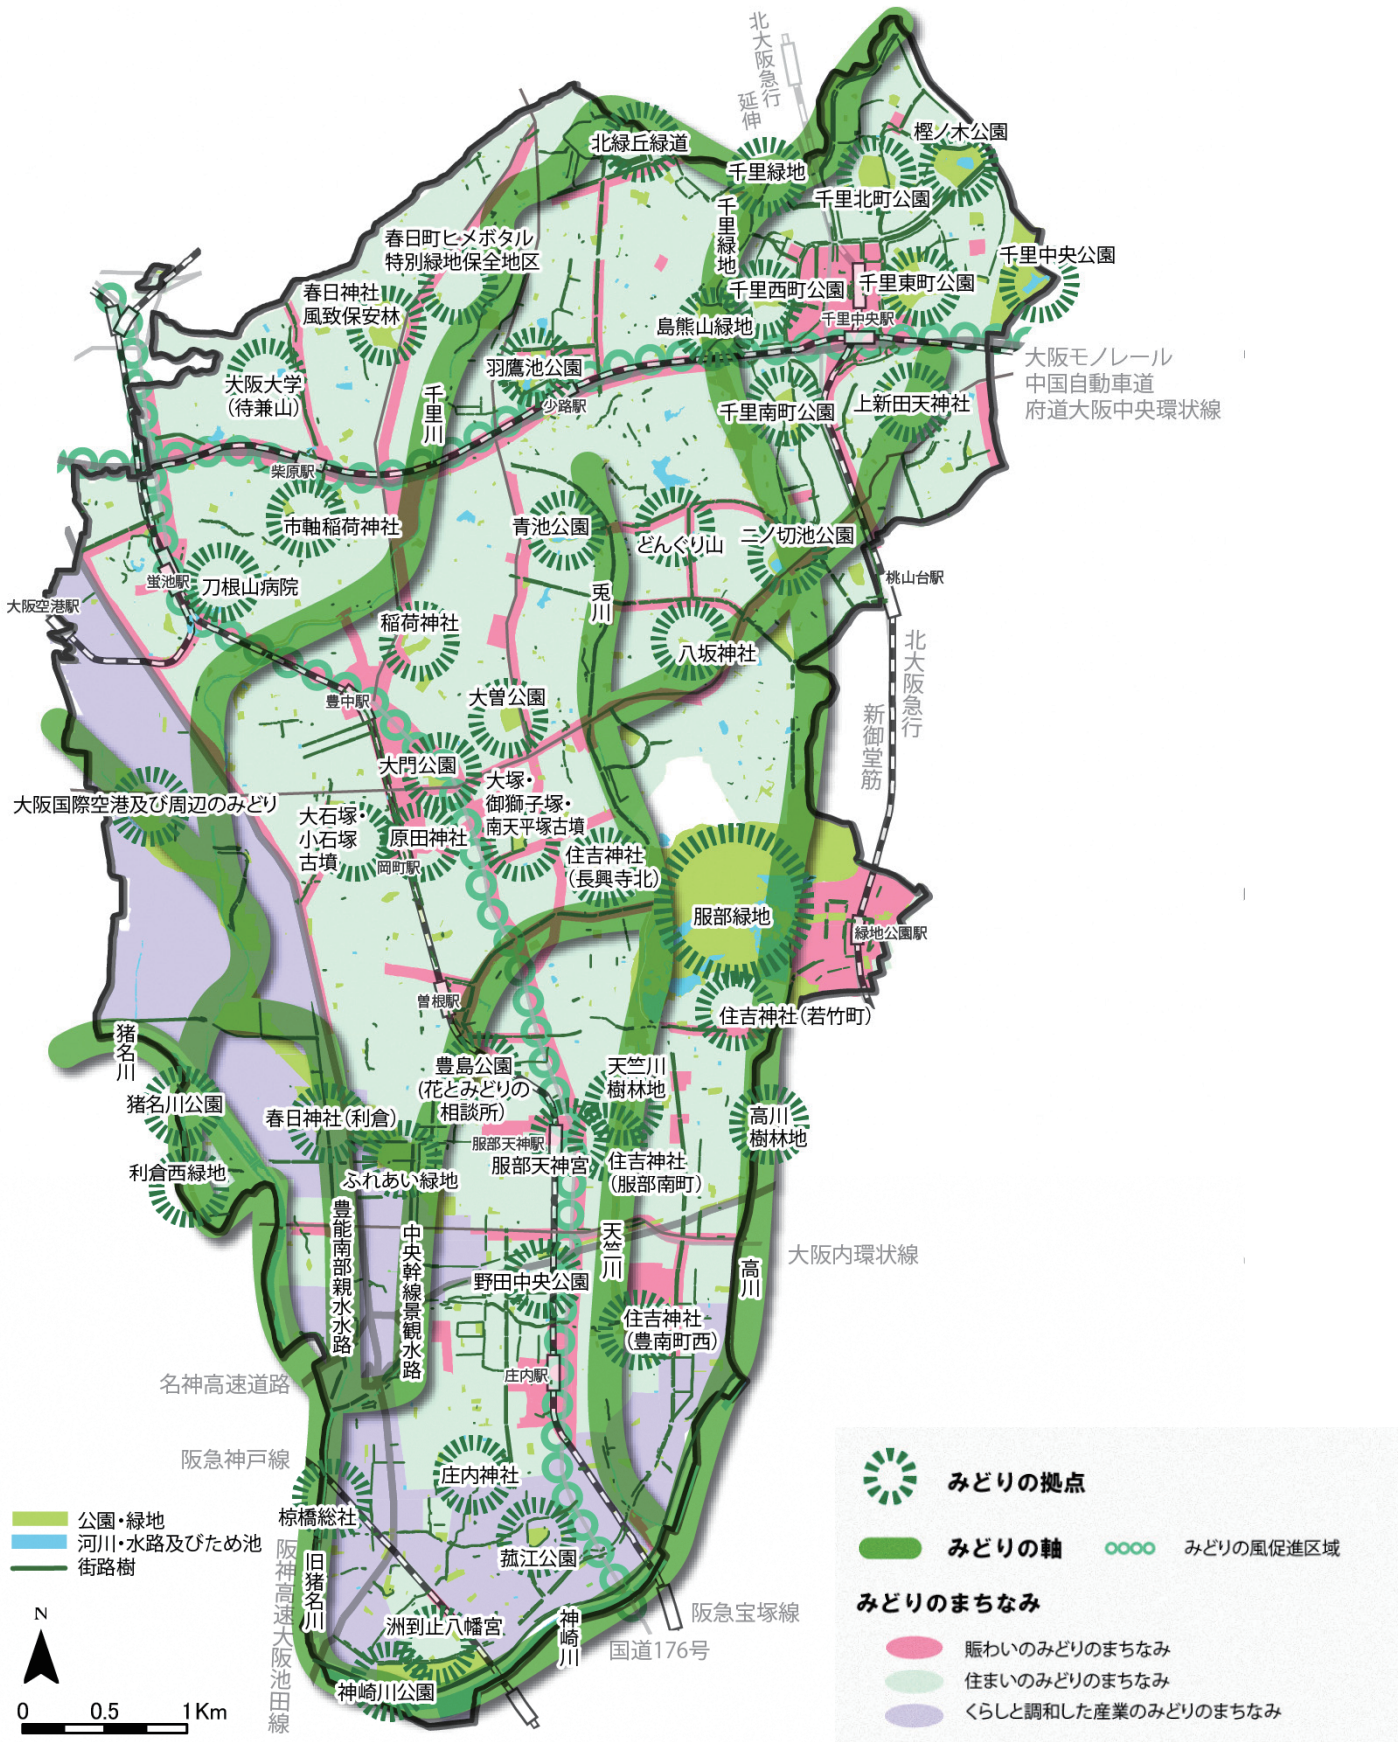 北大阪急行
延伸
北緑丘緑道
千里緑地
樫ノ木公園
千里北町公園
千里緑地
春日町ヒメボタル
特別緑地保全地区
千里中央公園
千里西町公園
千里東町公園
春日神社
風致保安林
島熊山緑地
千里中央駅
大阪モノレール
中国自動車道
府道大阪中央環状線
羽鷹池公園
大阪大学
（待兼山）
千里川
少路駅
千里南町公園
上新田天神社
柴原駅
市軸稲荷神社
青池公園
どんぐり山
二ノ切池公園
蛍池駅
刀根山病院
桃山台駅
大阪空港駅
兎川
稲荷神社
八坂神社
北大阪急行
新御堂筋
豊中駅
大曽公園
大門公園
大阪国際空港及び周辺のみどり
大塚・
御獅子塚・
南天平塚古墳
大石塚・
小石塚
古墳
原田神社
岡町駅
住吉神社
（長興寺北）
服部緑地
緑地公園駅
曽根駅
住吉神社（若竹町）
猪名川
豊島公園
（花とみどりの
相談所）
天竺川
樹林地
猪名川公園
春日神社（利倉）
高川
樹林地
服部天神駅
服部天神宮
住吉神社
（服部南町）
利倉西緑地
ふれあい緑地
豊能南部親水水路
中央幹線景観水路
天竺川
高川
大阪内環状線
野田中央公園
住吉神社
（豊南町西）
名神高速道路
庄内駅
阪急神戸線
庄内神社
椋橋総社
菰江公園
阪神高速大阪池田線
旧猪名川
洲到止八幡宮
神崎川
阪急宝塚線
国道176号
神崎川公園
公園・緑地
河川・水路及びため池
街路樹
N
0 0.5 1Km
みどりの拠点
みどりの軸
みどりの風促進区域
みどりのまちなみ
賑わいのみどりのまちなみ
住まいのみどりのまちなみ
くらしと調和した産業のみどりのまちなみ